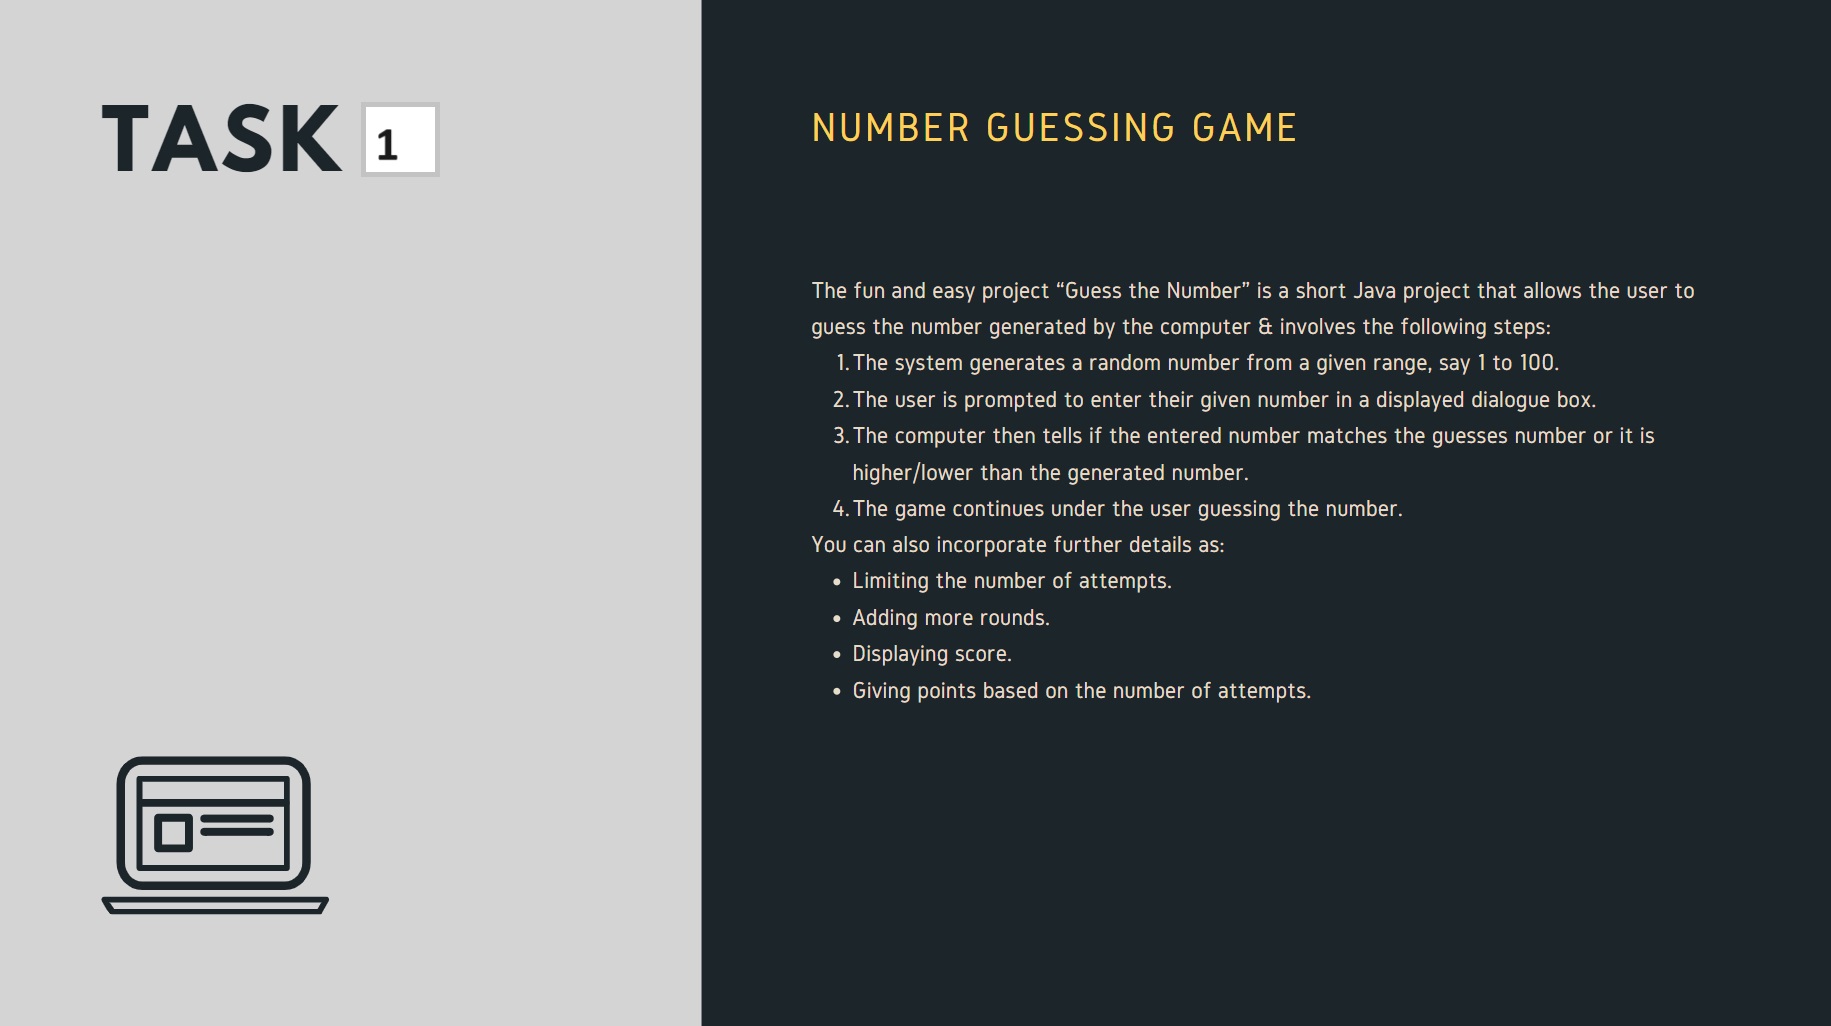 TASK 1
NUMBER GUESSING GAME
The fun and easy project “Guess the Number” is a short Java project that allows the user to
guess the number generated by the computer & involves the following steps:
1. The system generates a random number from a given range, say 1 to 100.
2. The user is prompted to enter their given number in a displayed dialogue box.
3. The computer then tells if the entered number matches the guesses number or it is
higher/lower than the generated number.
4. The game continues under the user guessing the number.
You can also incorporate further details as:
• Limiting the number of attempts.
• Adding more rounds.
• Displaying score.
• Giving points based on the number of attempts.